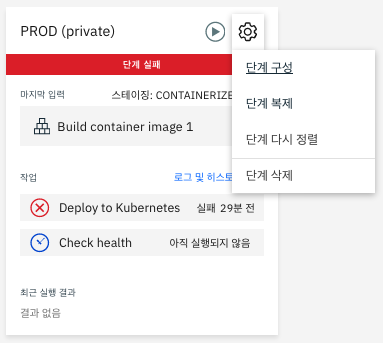 PROD (private)
단계 실패
마지막 입력 스테이징: CONTAINERIZE
Build container image 1
작업 로그 및 히스토
Deploy to Kubernetes 실패 29분 전
Check health 아직 실행되지 않음
최근 실행 결과
결과 없음
단계 구성
단계 복제
단계 다시 정렬
단계 삭제